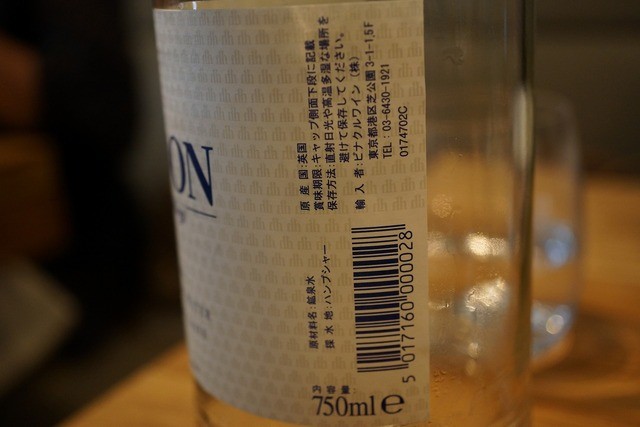 ON
原産国:英国
賞味期限:キャップ側面下段に記載
保存方法:直射日光や高温多湿な場所を
避けて保存してください。
輸入者:ピナクルワイン(株)
東京都港区芝公園3-1-1,5F
TEL: 03-6430-1921
0174702C
原材料名:鉱泉水
採水地:ハンプシャー
5 017160 000028
内容量:
750ml e